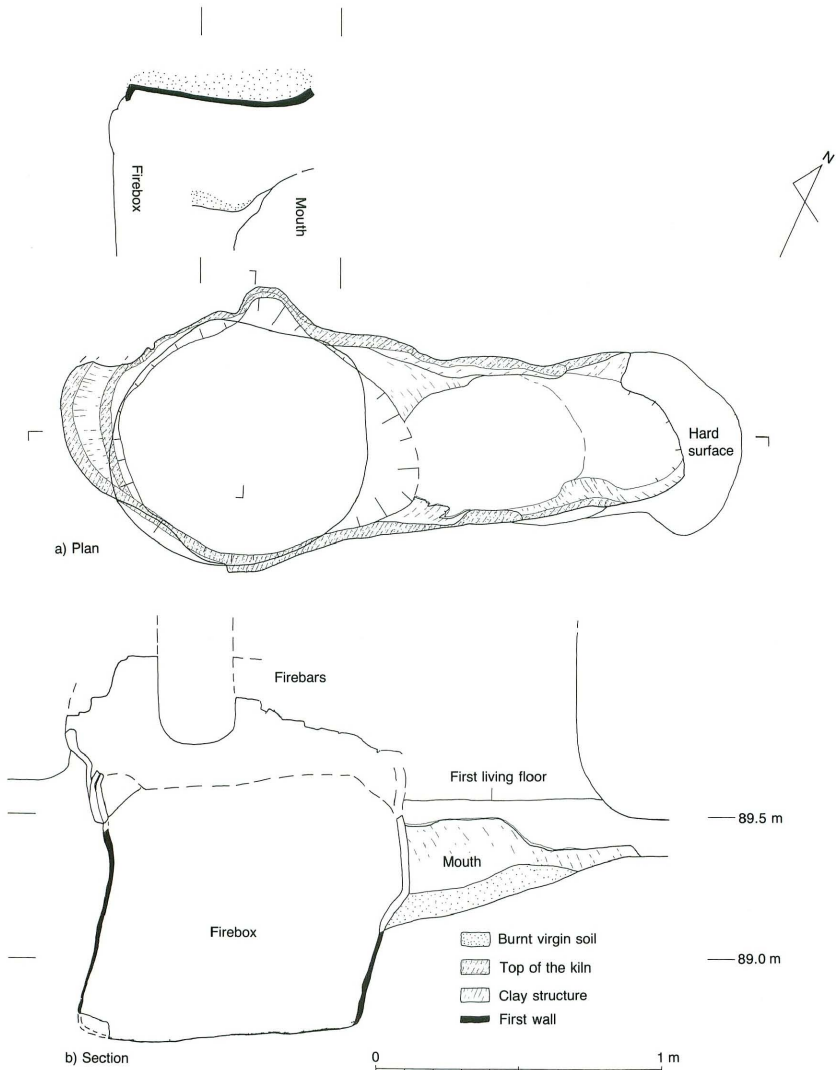 N
Firebox
Mouth
Hard
surface
a) Plan
Firebars
First living floor
89.5 m
Mouth
Firebox
Burnt virgin soil
89.0 m
Top of the kiln
Clay structure
First wall
b) Section
0
1 m